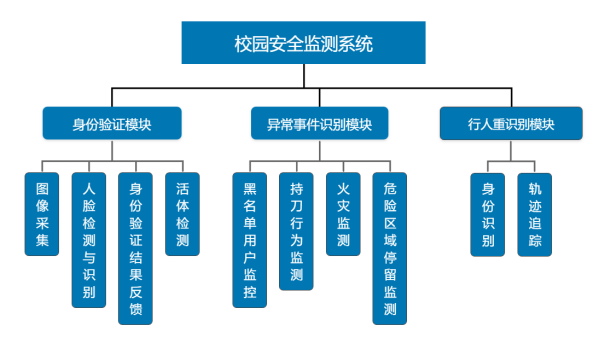 校园安全监测系统
身份验证模块
异常事件识别模块
行人重识别模块
图像采集
人脸检测与识别
身份验证结果反馈
活体检测
黑名单用户监控
持刀行为监测
火灾监测
危险区域停留监测
身份识别
轨迹追踪